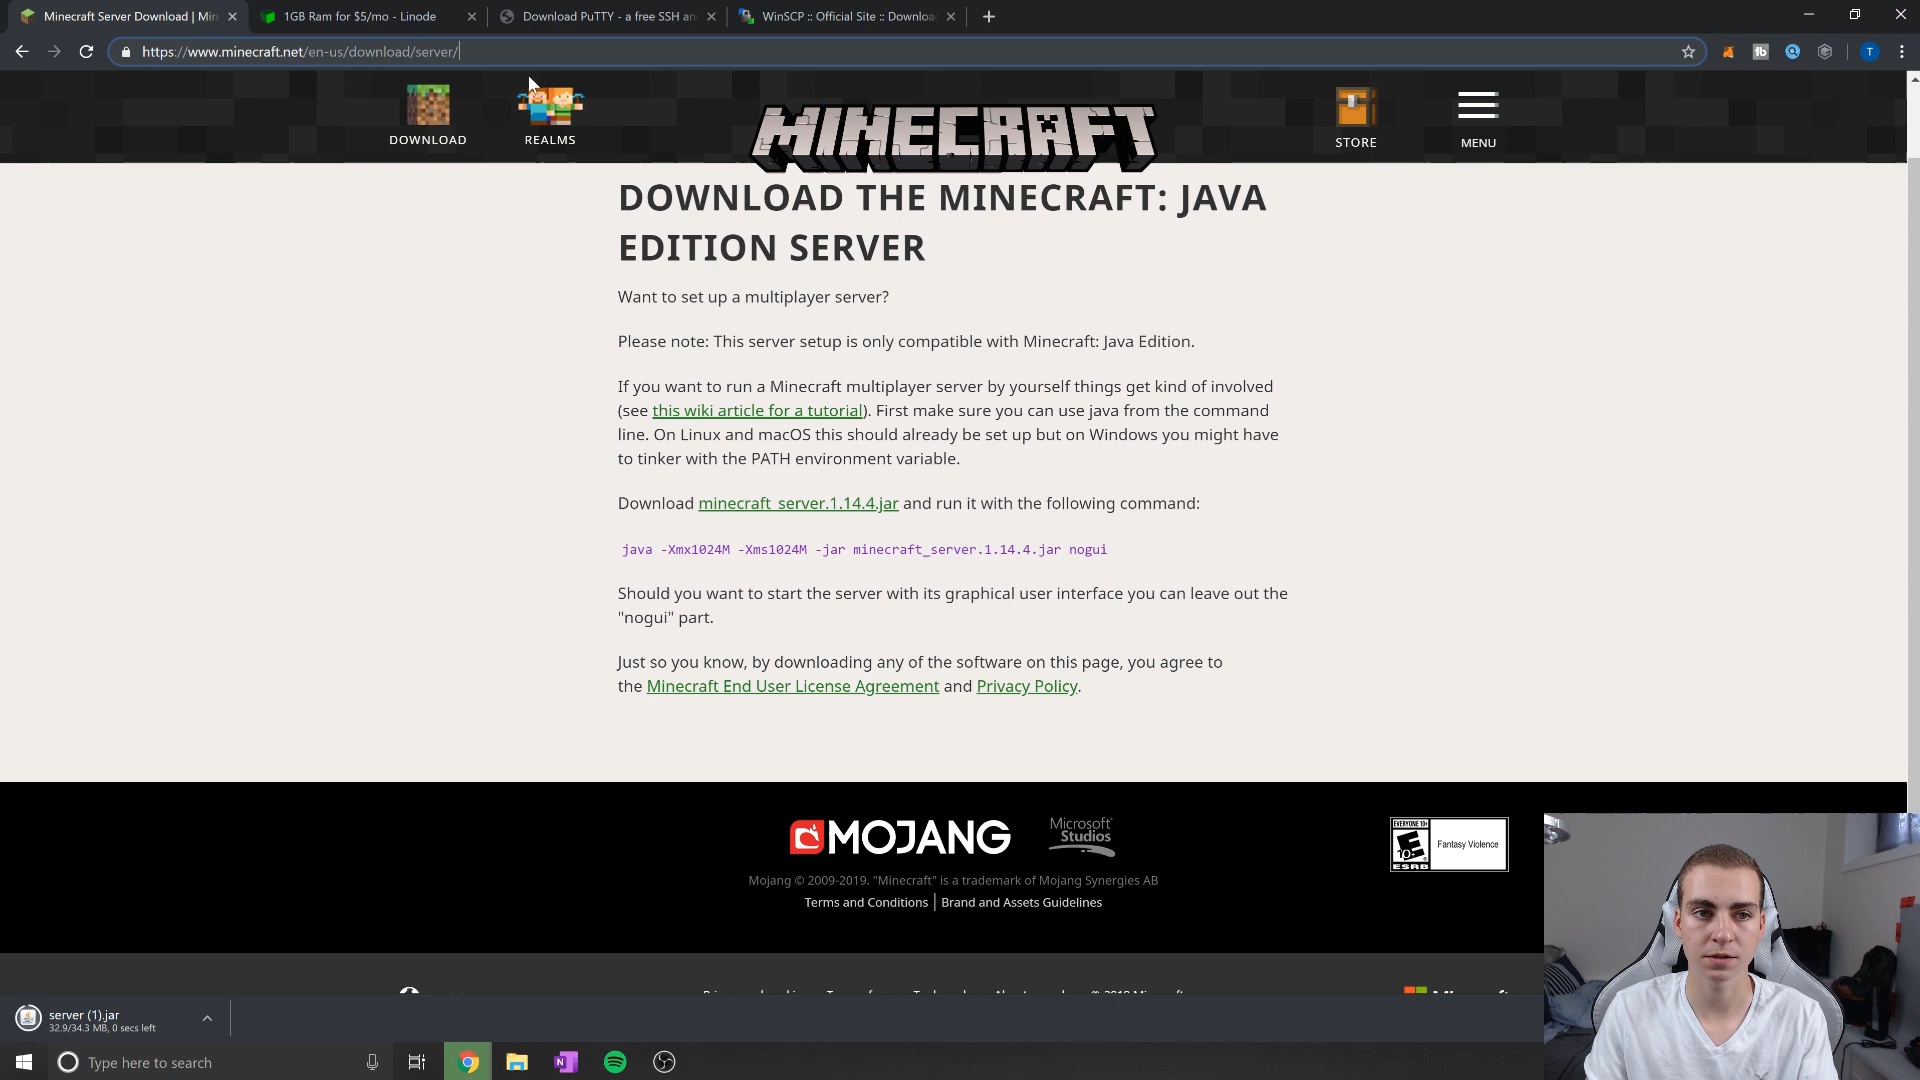 Minecraft Server Download | Min
1GB Ram for $5/mo - Linode
Download PuTTY - a free SSH an
WinSCP :: Official Site :: Downloa
https://www.minecraft.net/en-us/download/server/
DOWNLOAD
REALMS
MINECRAFT
STORE
MENU
DOWNLOAD THE MINECRAFT: JAVA
EDITION SERVER
Want to set up a multiplayer server?
Please note: This server setup is only compatible with Minecraft: Java Edition.
If you want to run a Minecraft multiplayer server by yourself things get kind of involved
(see this wiki article for a tutorial). First make sure you can use java from the command
line. On Linux and macOS this should already be set up but on Windows you might have
to tinker with the PATH environment variable.
Download minecraft_server.1.14.4.jar and run it with the following command:
java -Xmx1024M -Xms1024M -jar minecraft_server.1.14.4.jar nogui
Should you want to start the server with its graphical user interface you can leave out the
"nogui" part.
Just so you know, by downloading any of the software on this page, you agree to
the Minecraft End User License Agreement and Privacy Policy.
MOJANG
Microsoft
Studios
EVERYONE 10+
E
10+
ESRB
Fantasy Violence
Mojang © 2009-2019. "Minecraft" is a trademark of Mojang Synergies AB
Terms and Conditions | Brand and Assets Guidelines
server (1).jar
32.9/34.3 MB, 0 secs left
Type here to search